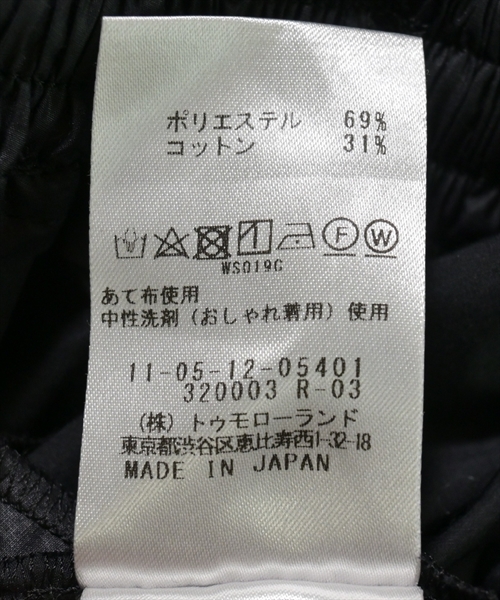 ポリエステル 69%
コットン 31%
F W
WS019G
あて布使用
中性洗剤(おしゃれ着用)使用
11-05-12-05401
320003 R-03
(株)トゥモローランド
東京都渋谷区恵比寿西1-32-18
MADE IN JAPAN